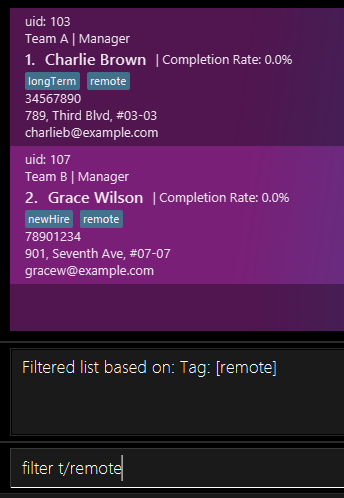 uid: 103
Team A | Manager
1. Charlie Brown | Completion Rate: 0.0%
longTerm remote
34567890
789, Third Blvd, #03-03
charlieb@example.com
uid: 107
Team B | Manager
2. Grace Wilson | Completion Rate: 0.0%
newHire remote
78901234
901, Seventh Ave, #07-07
gracew@example.com
Filtered list based on: Tag: [remote]
filter t/remote